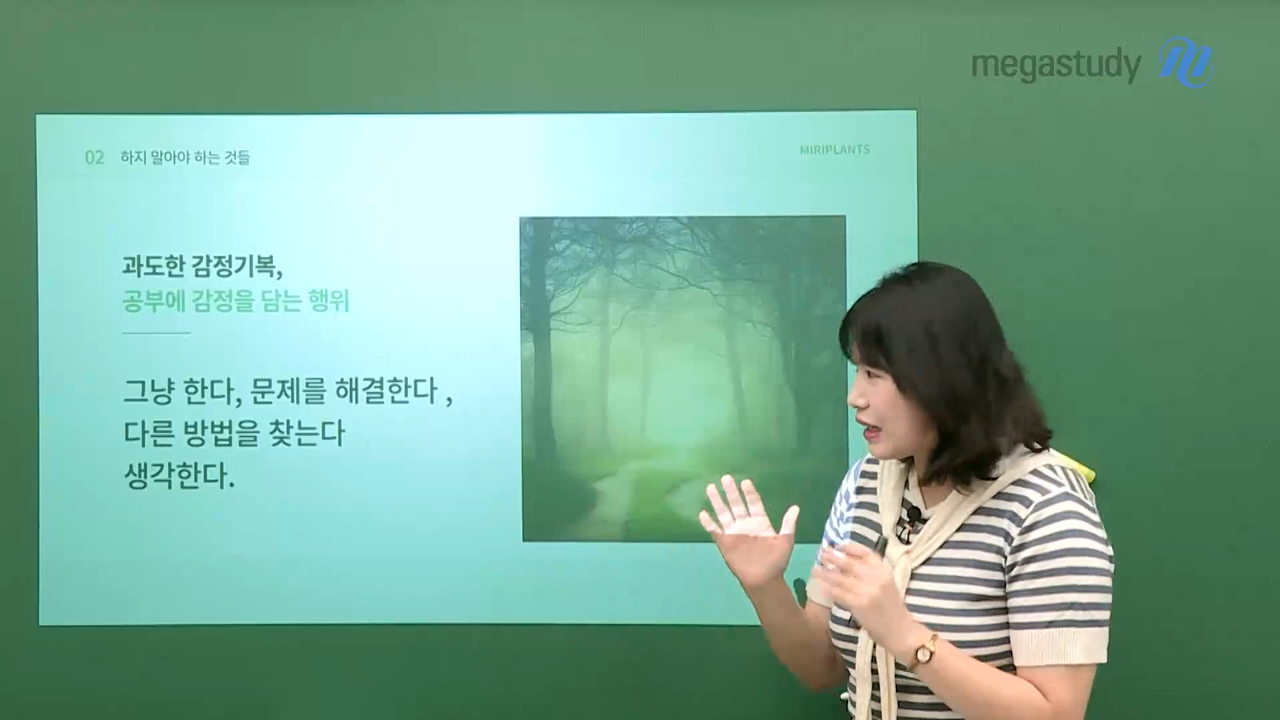 megastudy
02 하지 말아야 하는 것들
MIRIPLANTS
과도한 감정기복,
공부에 감정을 담는 행위
그냥 한다, 문제를 해결한다 ,
다른 방법을 찾는다
생각한다.